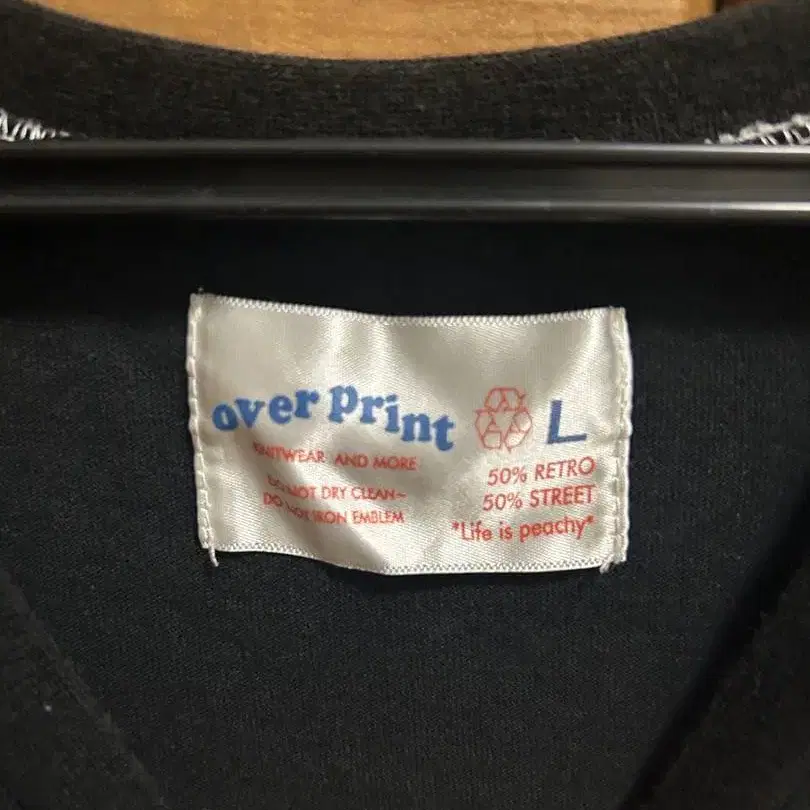 over print L
KNITWEAR AND MORE
DO NOT DRY CLEAN~
DO NOT IRON EMBLEM
50% RETRO
50% STREET
*Life is peachy*